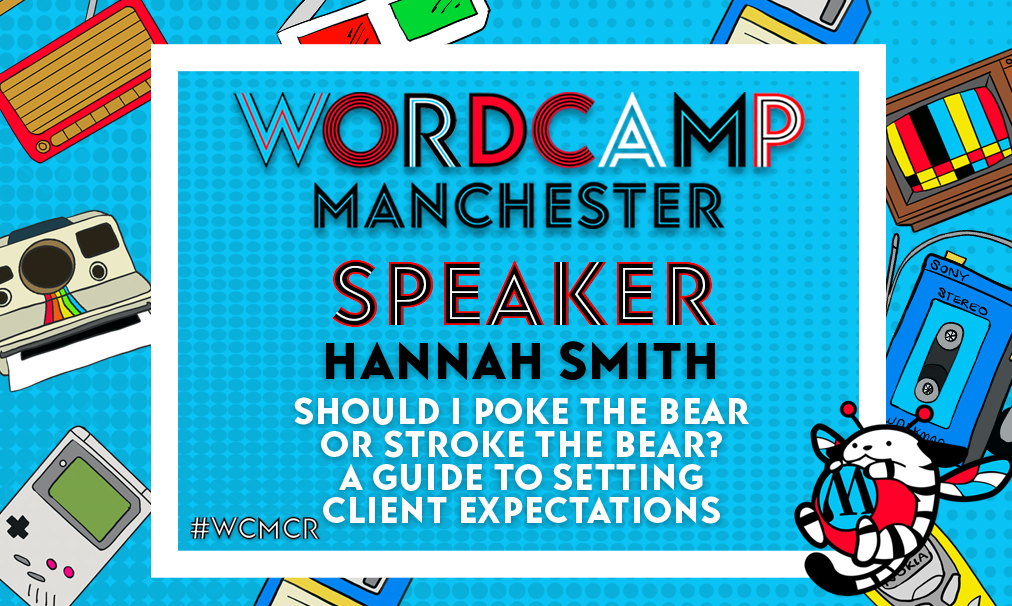 WORDCAMP
MANCHESTER
SPEAKER
HANNAH SMITH
SHOULD I POKE THE BEAR
OR STROKE THE BEAR?
A GUIDE TO SETTING
CLIENT EXPECTATIONS
#WCMCR
SONY
STEREO
W
NOKIA